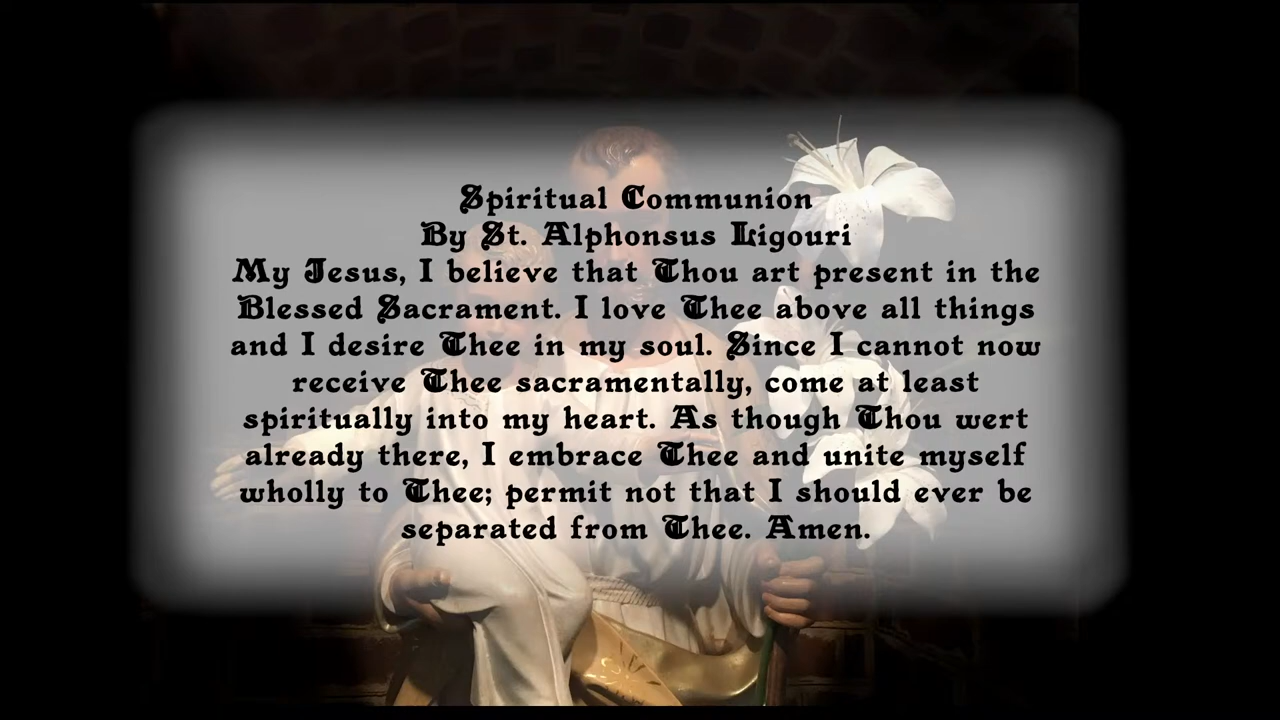 Spiritual Communion
By St. Alphonsus Ligouri
My Jesus, I believe that Thou art present in the
Blessed Sacrament. I love Thee above all things
and I desire Thee in my soul. Since I cannot now
receive Thee sacramentally, come at least
spiritually into my heart. As though Thou wert
already there, I embrace Thee and unite myself
wholly to Thee; permit not that I should ever be
separated from Thee. Amen.